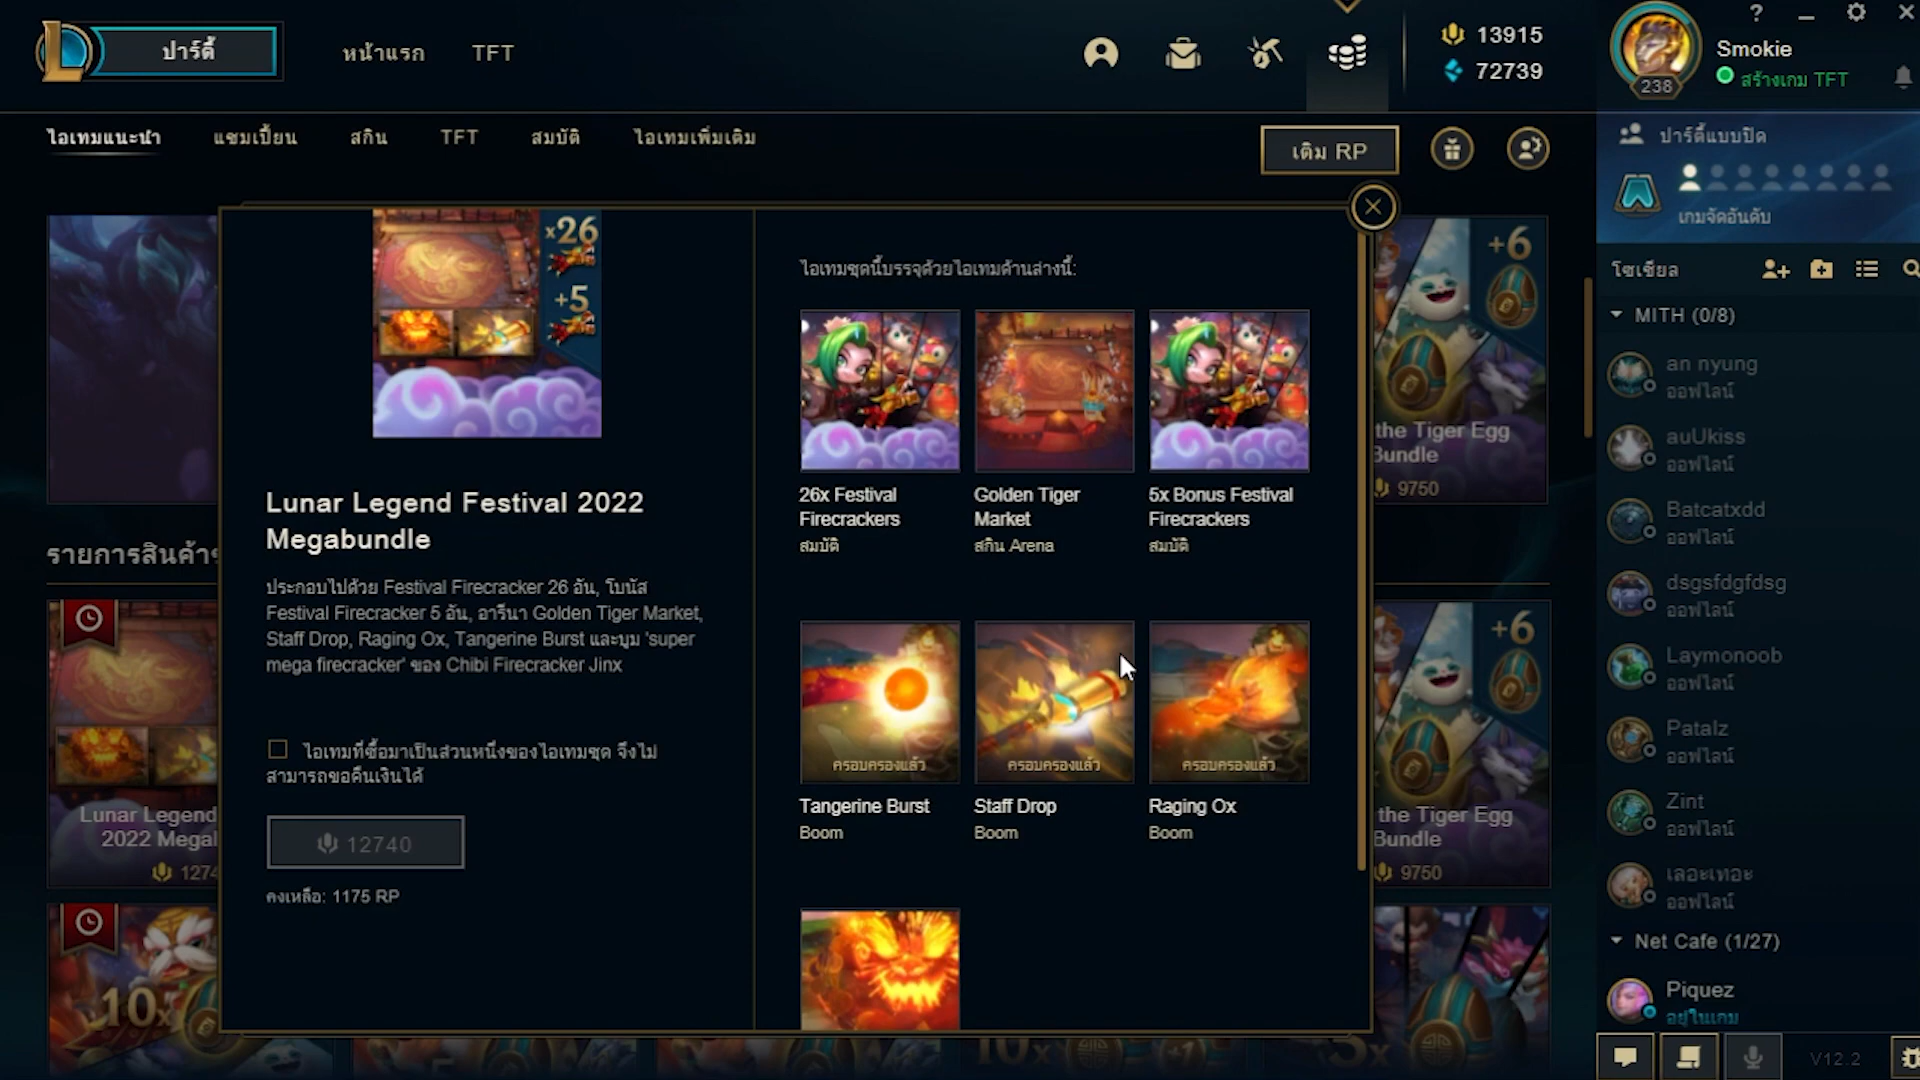 ปาร์ตี้
หน้าแรก
TFT
13915
72739
?
238
Smokie
สร้างเกม TFT
ไอเทมแนะนำ
แชมเปี้ยน
สกิน
TFT
สมบัติ
ไอเทมเพิ่มเติม
เติม RP
ปาร์ตี้แบบปิด
เกมจัดอันดับ
x26
+5
Lunar Legend Festival 2022
Megabundle
ประกอบไปด้วย Festival Firecracker 26 อัน, โบนัส
Festival Firecracker 5 อัน, อารีนา Golden Tiger Market,
Staff Drop, Raging Ox, Tangerine Burst และบูม 'super
mega firecracker' ของ Chibi Firecracker Jinx
ไอเทมที่ซื้อมาเป็นส่วนหนึ่งของไอเทมชุด จึงไม่
สามารถขอคืนเงินได้
12740
คงเหลือ: 1175 RP
ไอเทมชุดนี้บรรจุด้วยไอเทมด้านล่างนี้:
26x Festival
Firecrackers
สมบัติ
Golden Tiger
Market
สกิน Arena
5x Bonus Festival
Firecrackers
สมบัติ
ครอบครองแล้ว
Tangerine Burst
Boom
ครอบครองแล้ว
Staff Drop
Boom
ครอบครองแล้ว
Raging Ox
Boom
รายการสินค้า
Lunar Legend
2022 Megal
1274
10x
+6
the Tiger Egg
Bundle
9750
+6
the Tiger Egg
Bundle
9750
10x
+1
โซเชียล
MITH (0/8)
an nyung
ออฟไลน์
auUkiss
ออฟไลน์
Batcatxdd
ออฟไลน์
dsgsfdgfdsg
ออฟไลน์
Laymonoob
ออฟไลน์
Patalz
ออฟไลน์
Zint
ออฟไลน์
เลอะเทอะ
ออฟไลน์
Net Cafe (1/27)
Piquez
อยู่ในเกม
V12.2